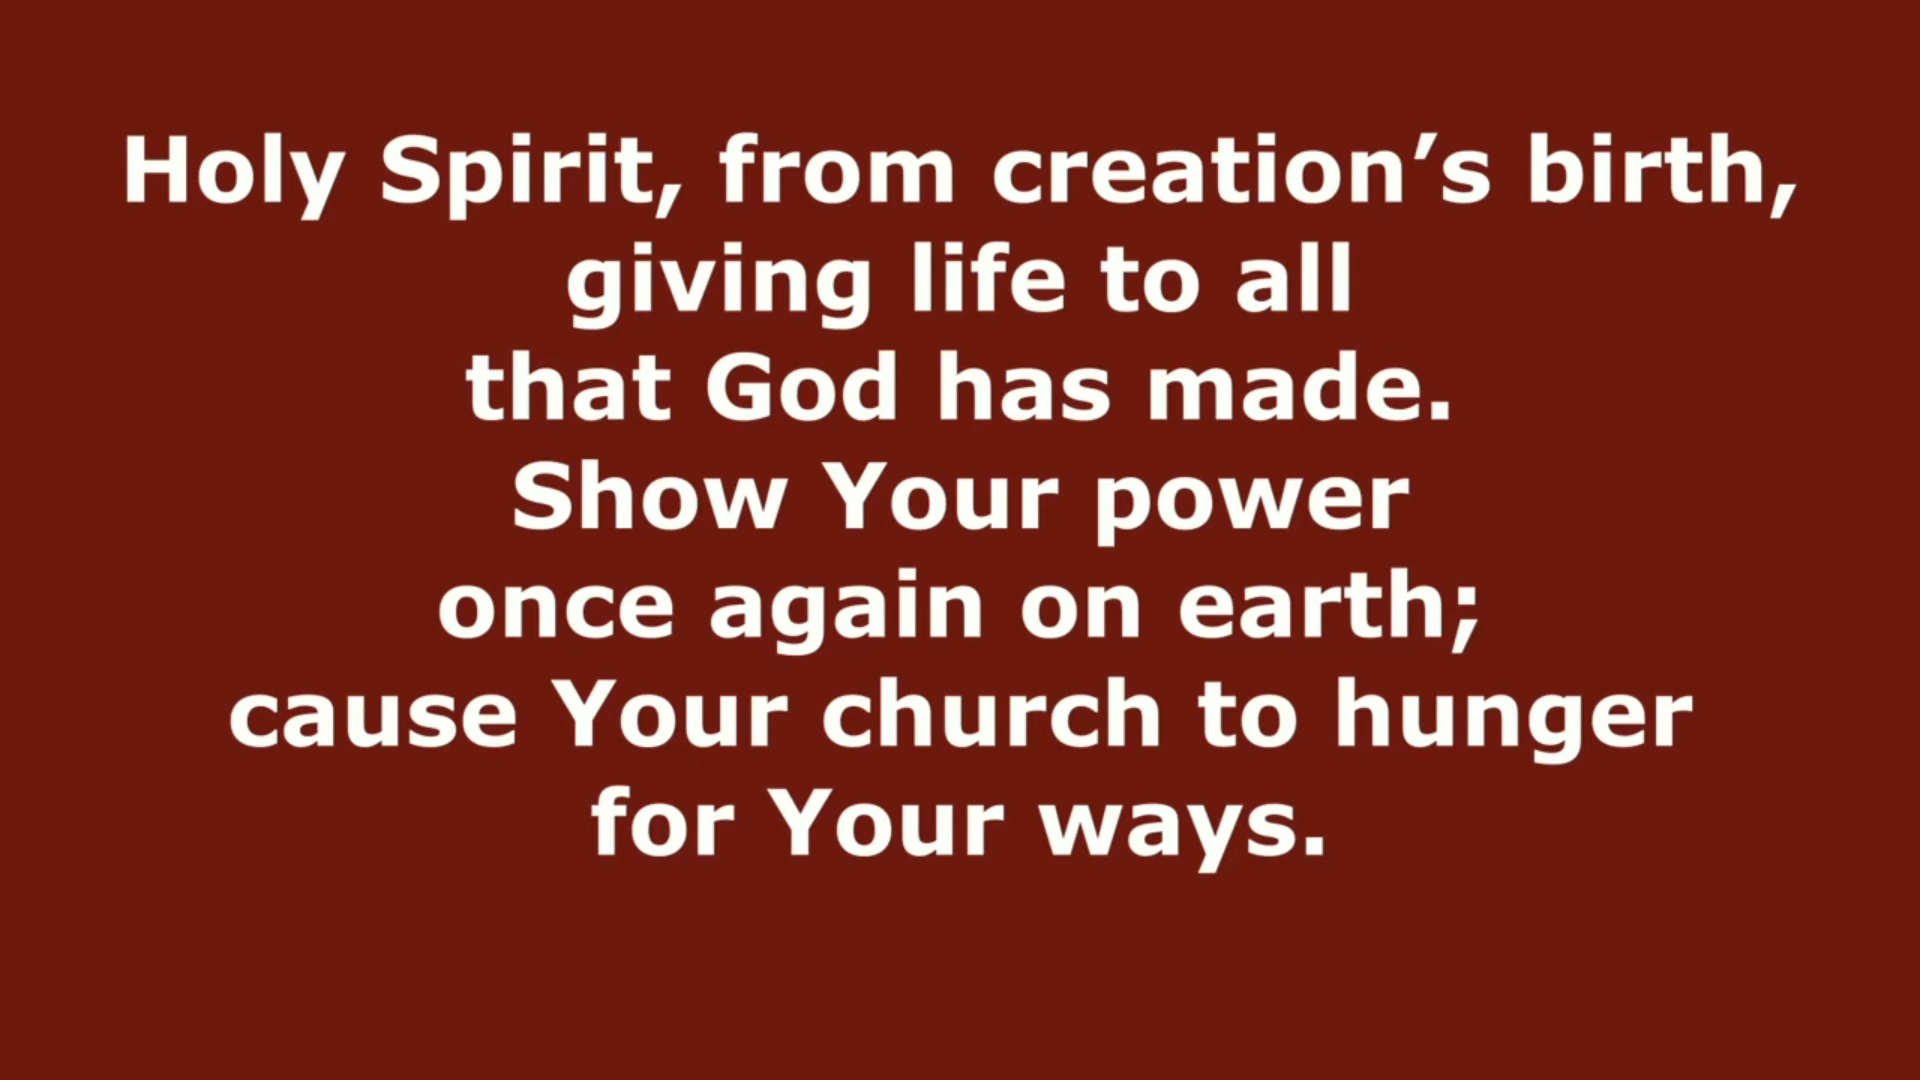 Holy Spirit, from creation’s birth,
giving life to all
that God has made.
Show Your power
once again on earth;
cause Your church to hunger
for Your ways.